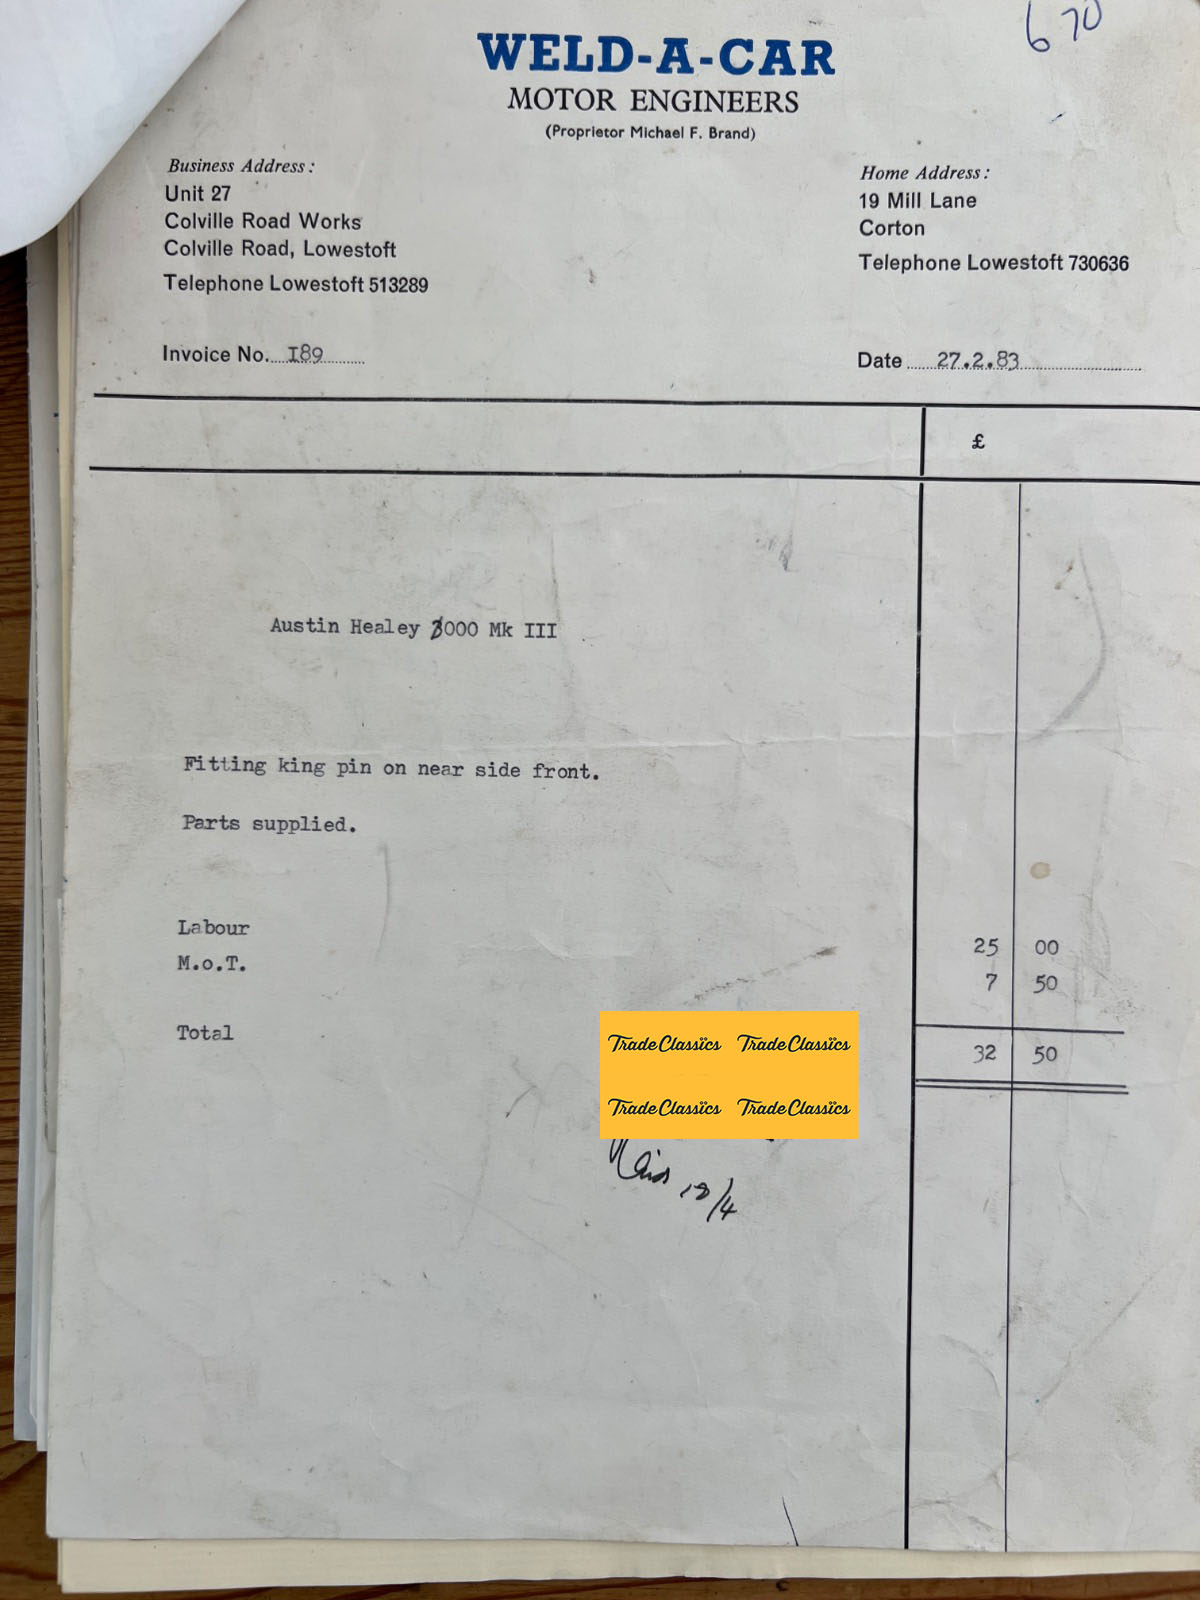 670
WELD-A-CAR
MOTOR ENGINEERS
(Proprietor Michael F. Brand)
Business Address:
Unit 27
Colville Road Works
Colville Road, Lowestoft
Telephone Lowestoft 513289
Home Address:
19 Mill Lane
Corton
Telephone Lowestoft 730636
Invoice No. I89
Date 27.2.83
£
Austin Healey 3000 Mk III
Fitting king pin on near side front.
Parts supplied.
Labour 25 00
M.o.T. 7 50
Total 32 50
TradeClassics TradeClassics
TradeClassics TradeClassics